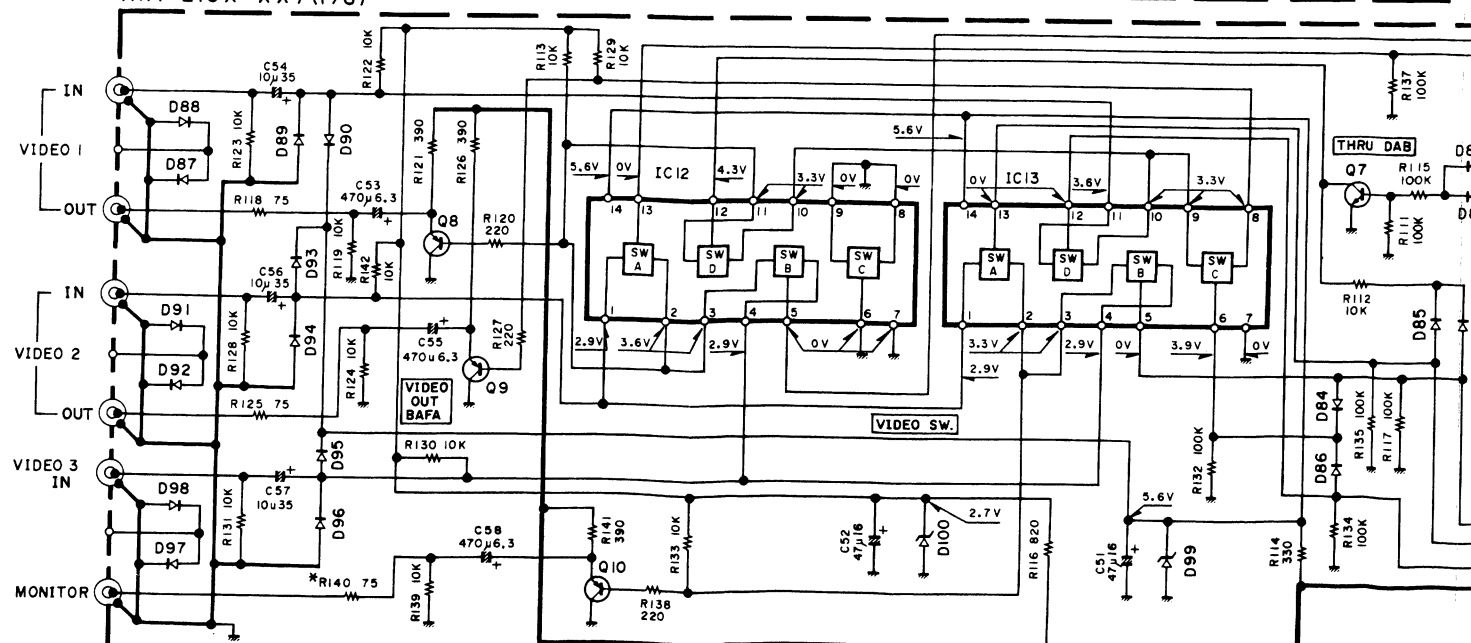 IN
VIDEO 1
OUT
IN
VIDEO 2
OUT
VIDEO 3
IN
MONITOR
D88
D87
D91
D92
D98
D97
C54
10μ35
R123 10K
D89
D90
R122 10K
R118 75
C53
470μ6.3
R119 10K
R142
10K
D93
C56
10μ35
R128 10K
D94
R124 10K
C55
470μ6.3
R125 75
VIDEO
OUT
BAFA
D95
R130 10K
C57
10μ35
R131 10K
D96
*R140 75
R139 10K
C58
470μ6.3
R121 390
R126 390
Q8
R120
220
R127
220
Q9
R141
390
Q10
R138
220
R133 10K
R113
10K
R129
10K
5.6V
0V
IC12
4.3V
3.3V
0V
0V
14
13
12
11
10
9
8
SW
A
SW
D
SW
B
SW
C
1
2
3
4
5
6
7
2.9V
3.6V
2.9V
0V
VIDEO SW.
5.6V
0V
IC13
3.6V
3.3V
14
13
12
11
10
9
8
SW
A
SW
D
SW
B
SW
C
1
2
3
4
5
6
7
3.3V
2.9V
0V
3.9V
0V
2.9V
C52
47μ16
D100
2.7V
R116 820
5.6V
C51
47μ16
D99
R132 100K
R114
330
D84
D86
R134
100K
R135 100K
R117 100K
R137
100K
THRU DAB
Q7
R115
100K
R111
100K
R112
10K
D85